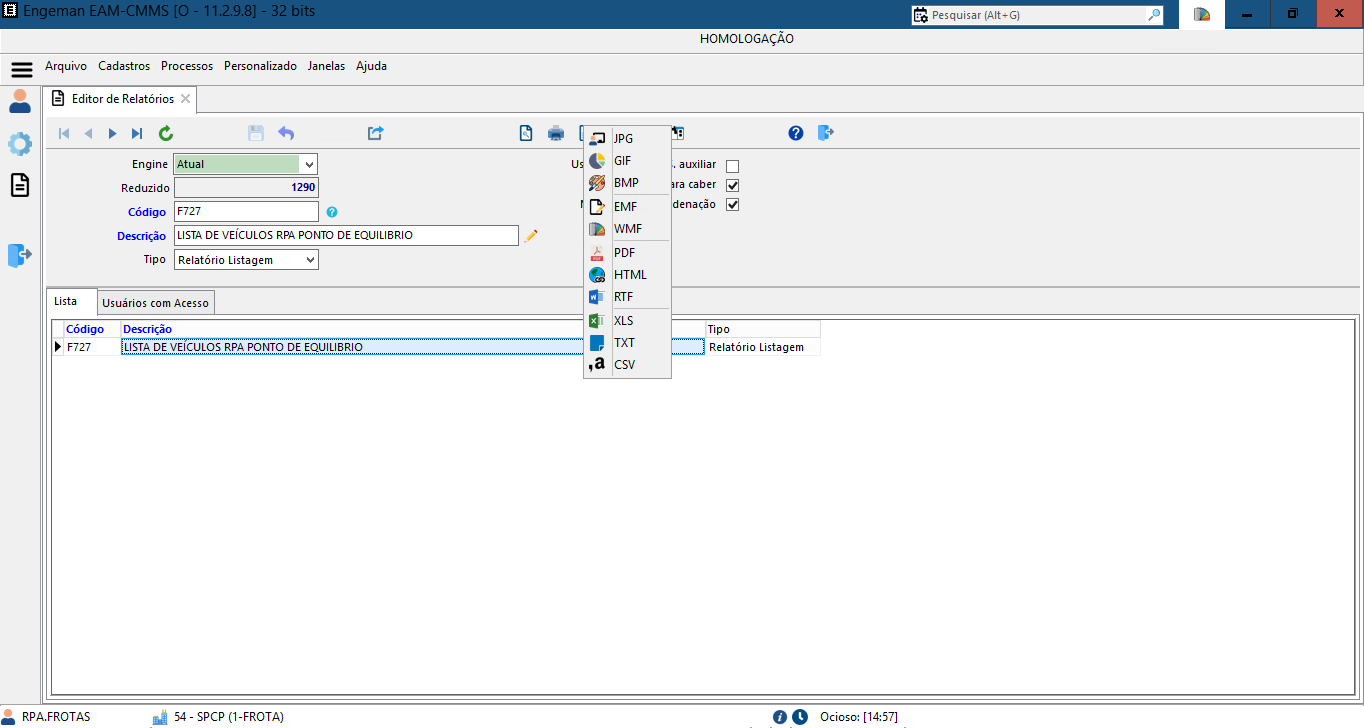 Engeman EAM-CMMS [O - 11.2.9.8] - 32 bits
Pesquisar (Alt+G)
HOMOLOGAÇÃO
Arquivo Cadastros Processos Personalizado Janelas Ajuda
Editor de Relatórios
Engine Atual
Reduzido 1290
Código F727
Descrição LISTA DE VEÍCULOS RPA PONTO DE EQUILIBRIO
Tipo Relatório Listagem
Us
. auxiliar
ara caber
denação
JPG
GIF
BMP
EMF
WMF
PDF
HTML
RTF
XLS
TXT
,a CSV
Lista Usuários com Acesso
Código Descrição Tipo
F727 LISTA DE VEÍCULOS RPA PONTO DE EQUILIBRIO Relatório Listagem
RPA.FROTAS 54 - SPCP (1-FROTA) Ocioso: [14:57]